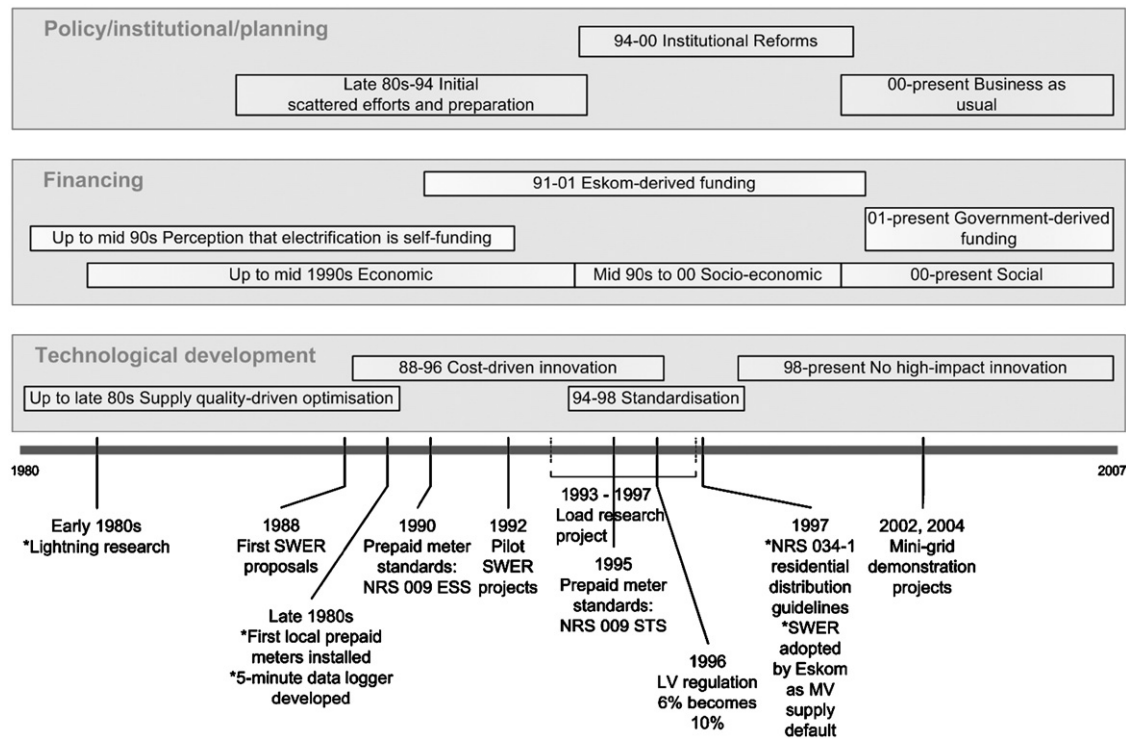 Policy/institutional/planning
94-00 Institutional Reforms
Late 80s-94 Initial
scattered efforts and preparation
00-present Business as
usual
Financing
91-01 Eskom-derived funding
01-present Government-derived
funding
Up to mid 90s Perception that electrification is self-funding
Up to mid 1990s Economic
Mid 90s to 00 Socio-economic
00-present Social
Technological development
88-96 Cost-driven innovation
98-present No high-impact innovation
Up to late 80s Supply quality-driven optimisation
94-98 Standardisation
1980
2007
Early 1980s
*Lightning research
1988
First SWER
proposals
Late 1980s
*First local prepaid
meters installed
*5-minute data logger
developed
1990
Prepaid meter
standards:
NRS 009 ESS
1992
Pilot
SWER
projects
1993 - 1997
Load research
project
1995
Prepaid meter
standards:
NRS 009 STS
1996
LV regulation
6% becomes
10%
1997
*NRS 034-1
residential
distribution
guidelines
*SWER
adopted
by Eskom
as MV
supply
default
2002, 2004
Mini-grid
demonstration
projects